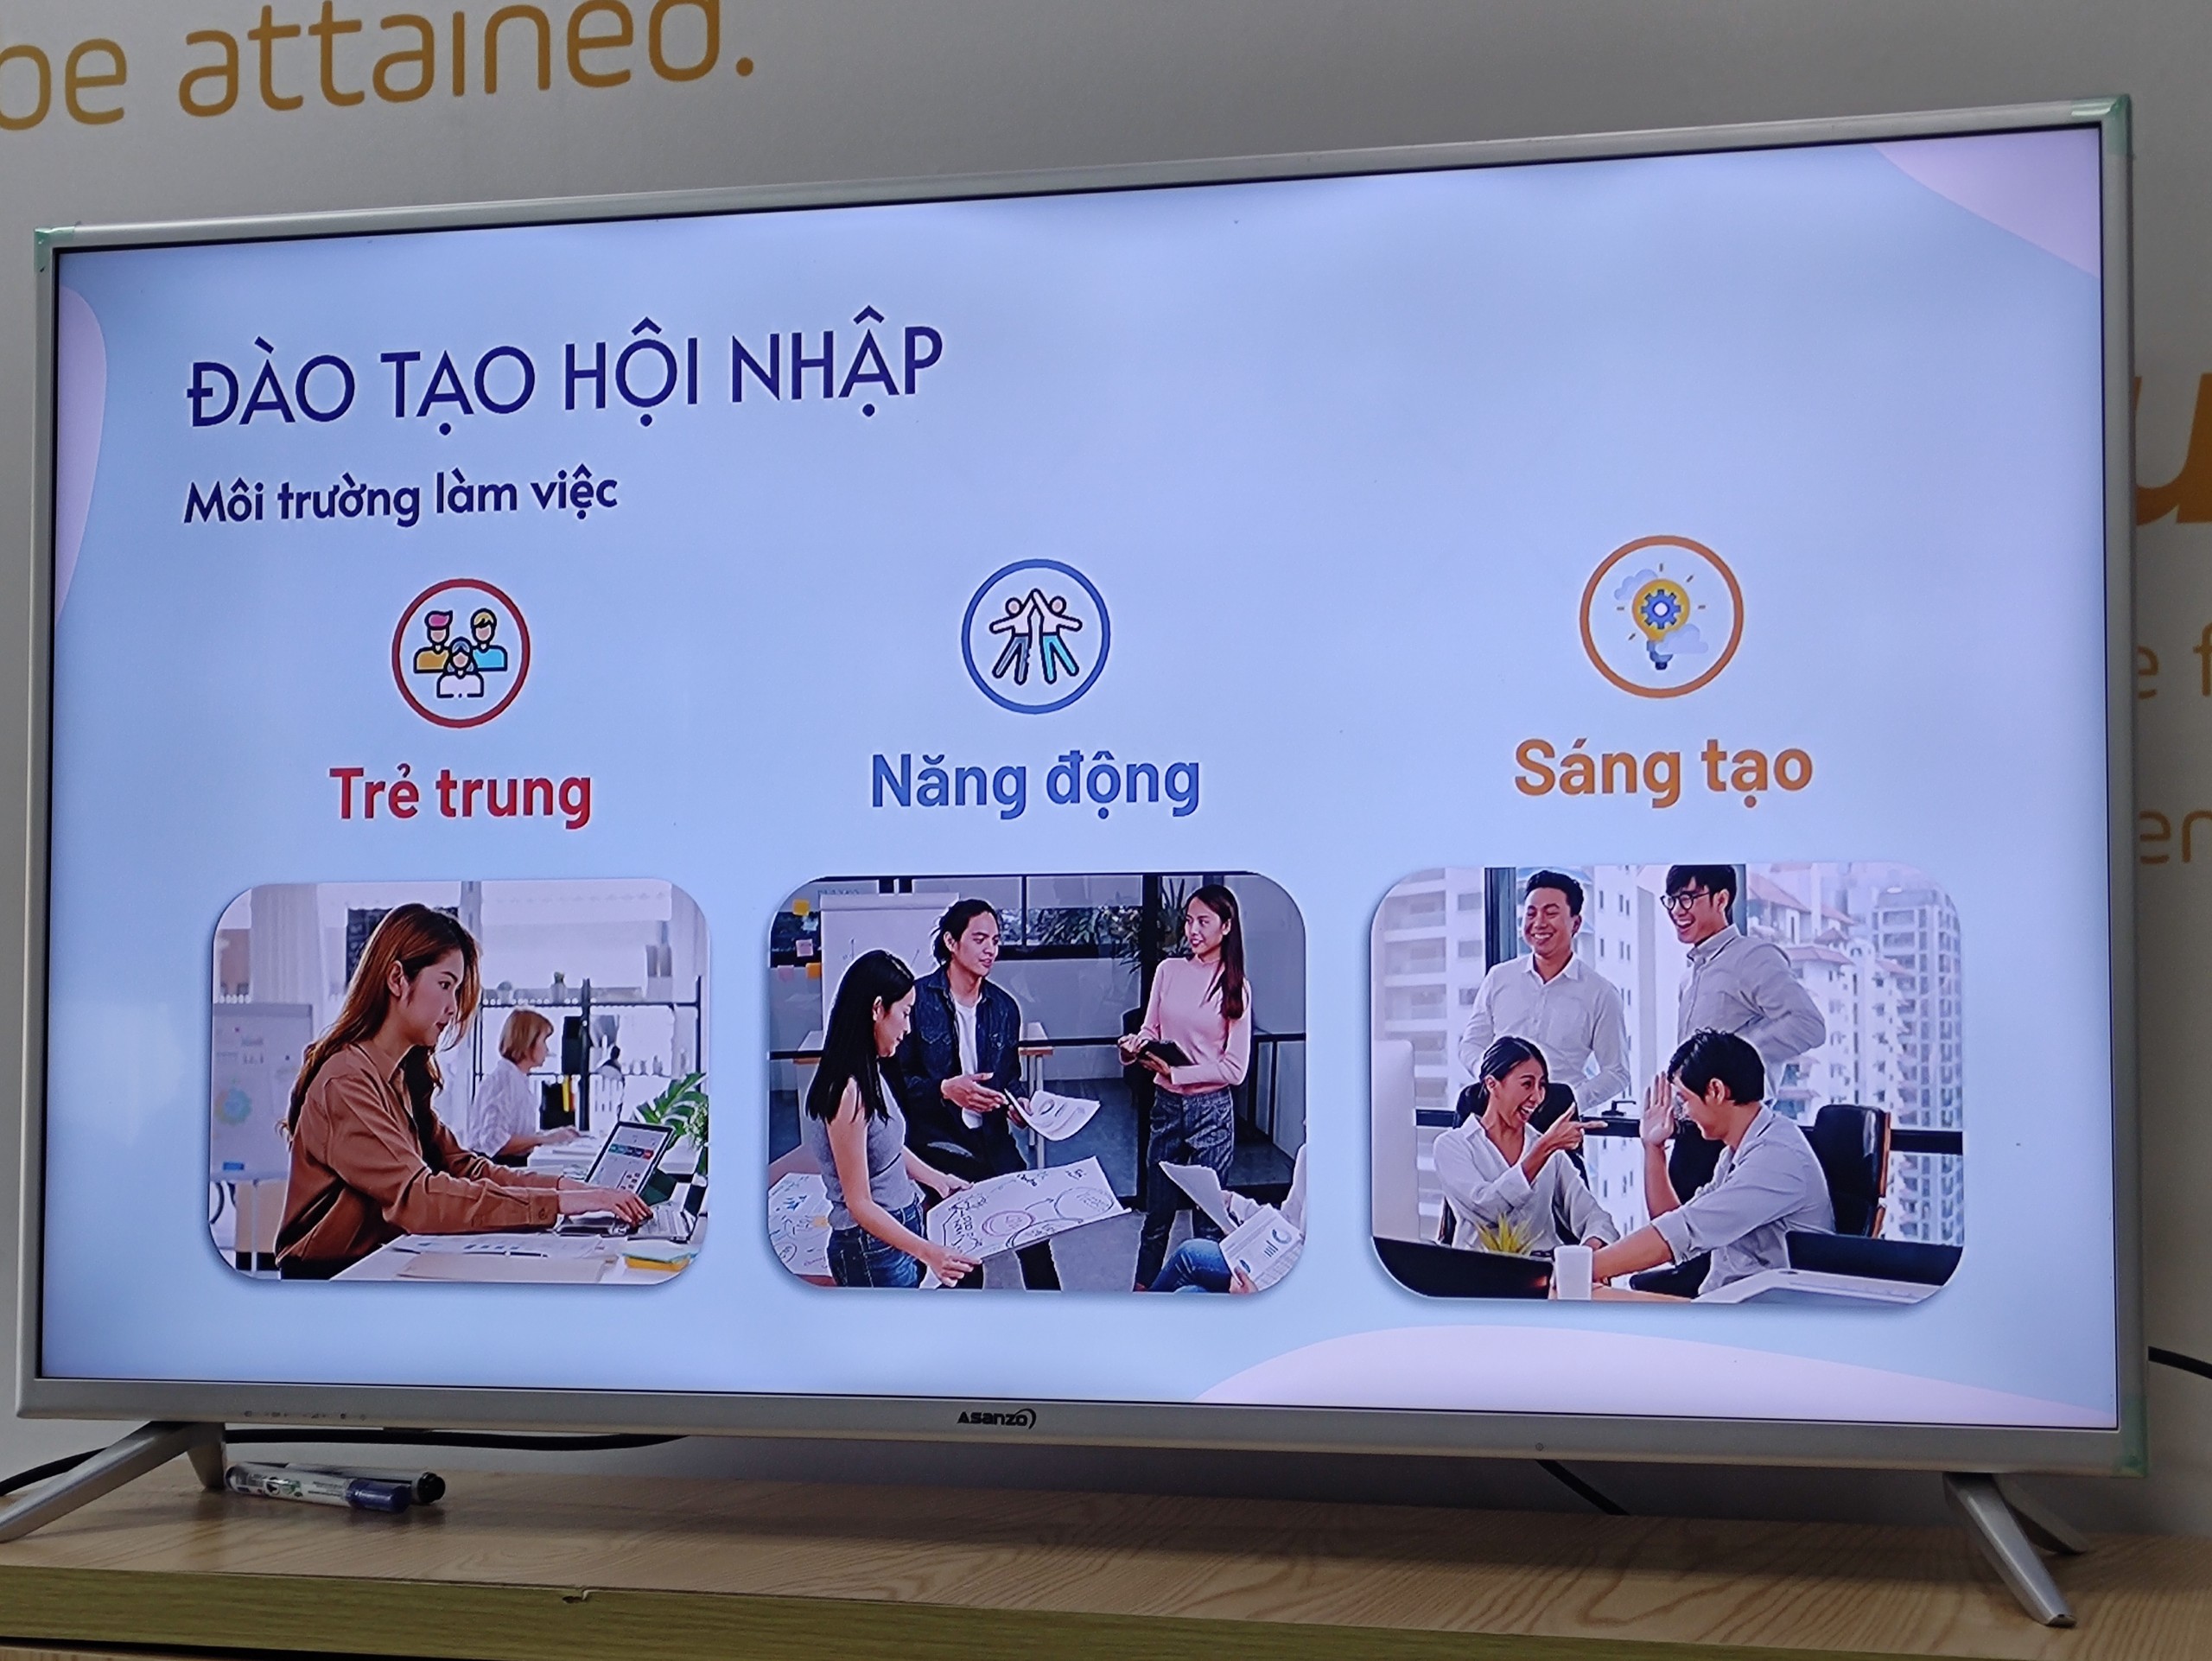 be attained.
ĐÀO TẠO HỘI NHẬP
Môi trường làm việc
Trẻ trung
Năng động
Sáng tạo
Asanzo